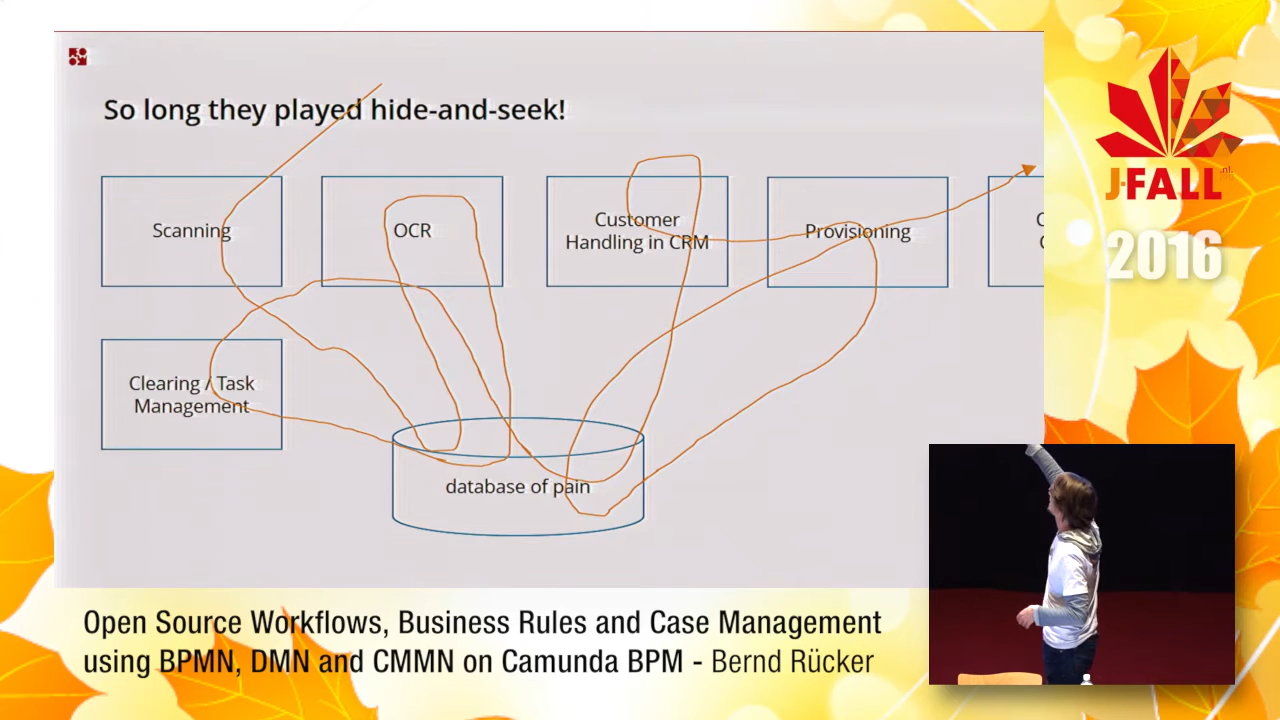 So long they played hide-and-seek!
Scanning
OCR
Customer
Handling in CRM
Provisioning
C
C
Clearing / Task
Management
database of pain
J-FALL
.nl
2016
Open Source Workflows, Business Rules and Case Management
using BPMN, DMN and CMMN on Camunda BPM - Bernd Rücker